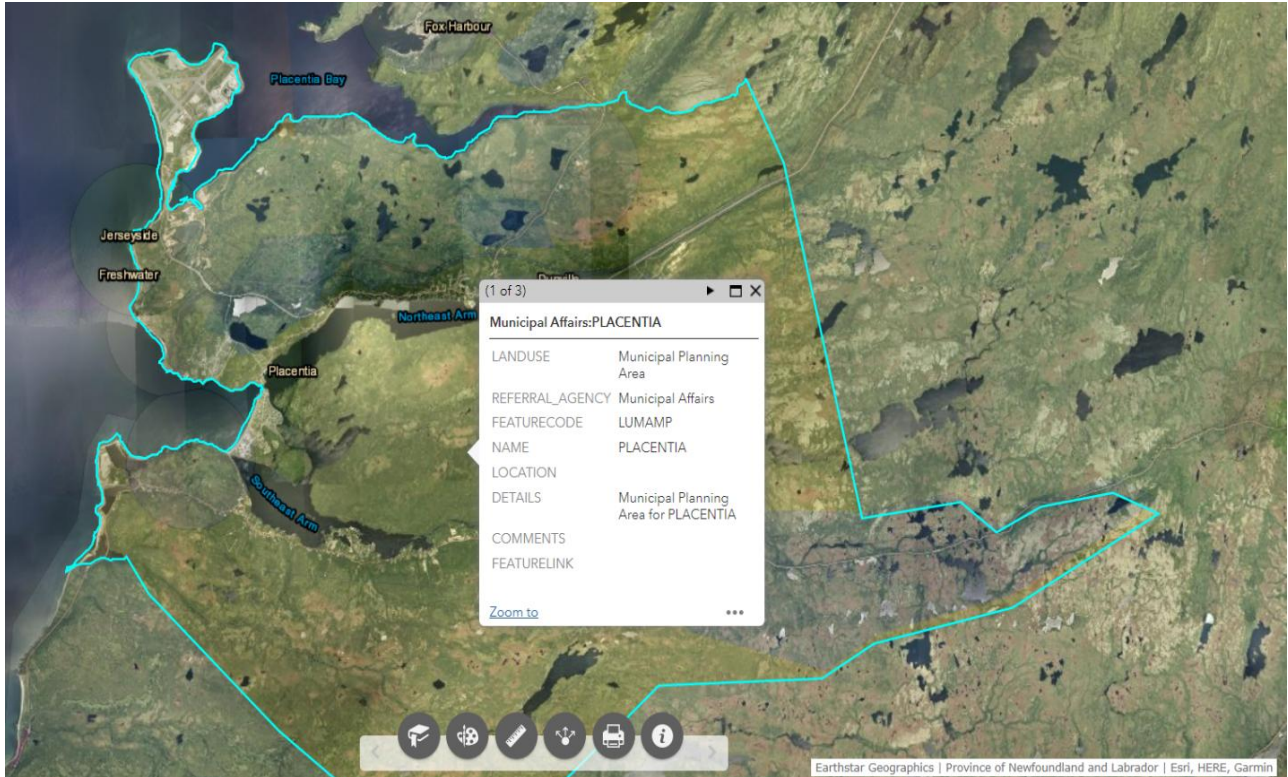 Fox Harbour
Placentia Bay
Jerseyside
Freshwater
Northeast Arm
Placentia
Southeast Arm
(1 of 3)
Municipal Affairs:PLACENTIA
LANDUSE Municipal Planning
Area
REFERRAL_AGENCY Municipal Affairs
FEATURECODE LUMAMP
NAME PLACENTIA
LOCATION
DETAILS Municipal Planning
Area for PLACENTIA
COMMENTS
FEATURELINK
Zoom to
Earthstar Geographics | Province of Newfoundland and Labrador | Esri, HERE, Garmin